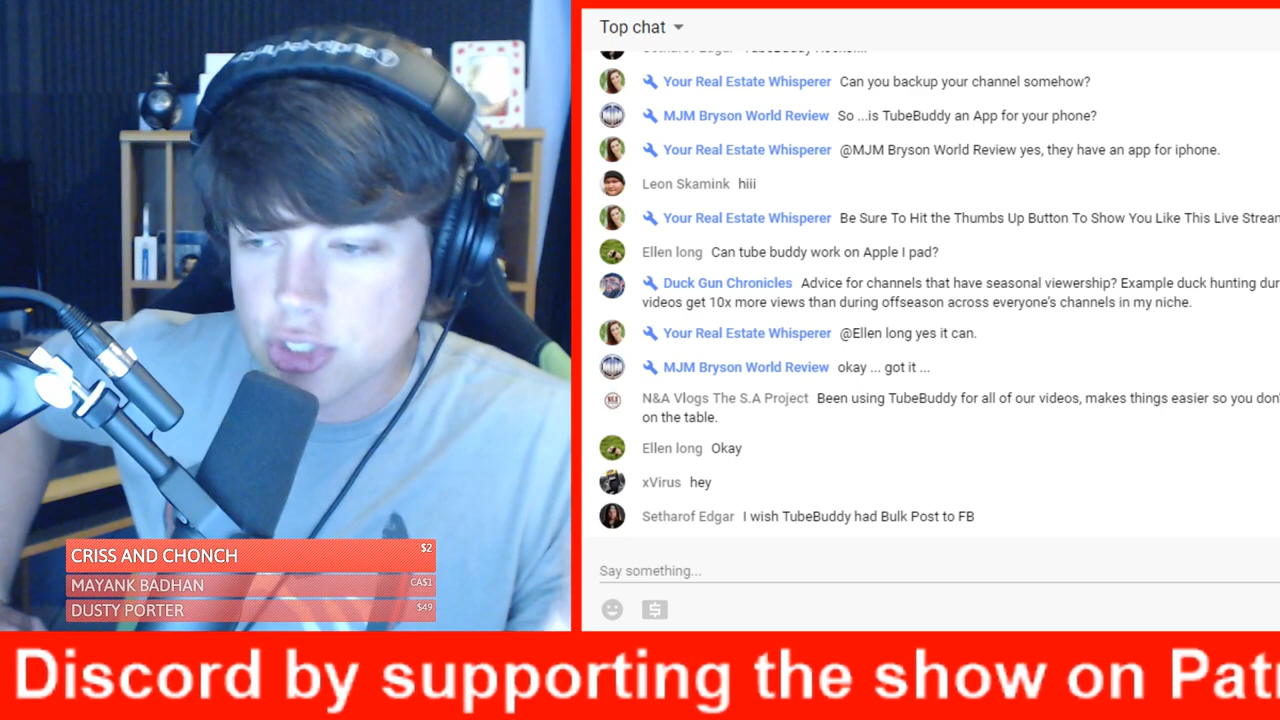 audio-technica
Top chat
Setharof Edgar
Your Real Estate Whisperer Can you backup your channel somehow?
MJM Bryson World Review So ...is TubeBuddy an App for your phone?
Your Real Estate Whisperer @MJM Bryson World Review yes, they have an app for iphone.
Leon Skamink hiii
Your Real Estate Whisperer Be Sure To Hit the Thumbs Up Button To Show You Like This Live Strean
Ellen long Can tube buddy work on Apple I pad?
Duck Gun Chronicles Advice for channels that have seasonal viewership? Example duck hunting dur
videos get 10x more views than during offseason across everyone's channels in my niche.
Your Real Estate Whisperer @Ellen long yes it can.
MJM Bryson World Review okay ... got it ...
N&A Vlogs The S.A Project Been using TubeBuddy for all of our videos, makes things easier so you don'
on the table.
Ellen long Okay
xVirus hey
Setharof Edgar I wish TubeBuddy had Bulk Post to FB
Say something...
CRISS AND CHONCH $2
MAYANK BADHAN CA$1
DUSTY PORTER $49
Discord by supporting the show on Pat